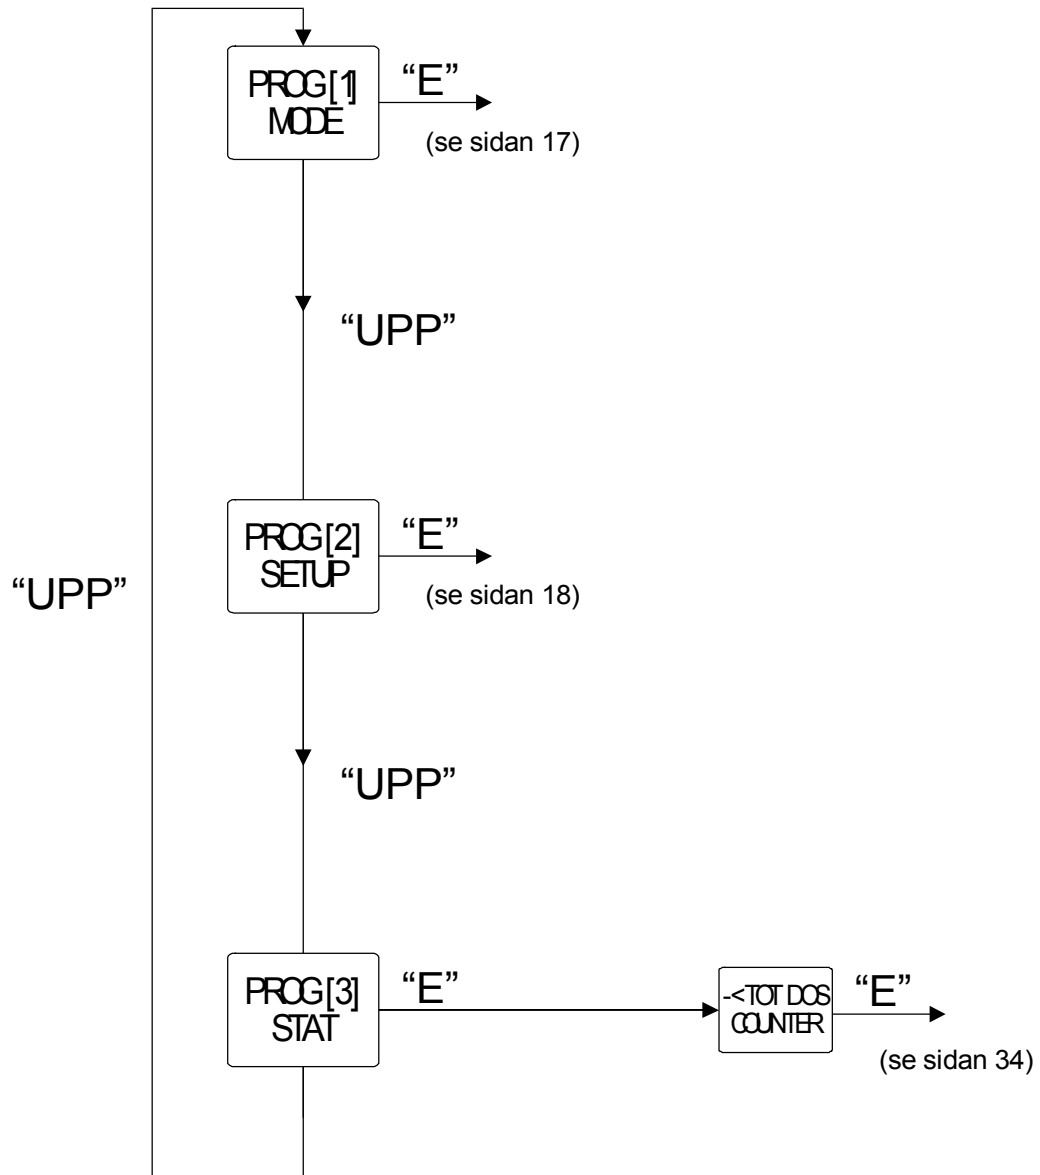 PROG[1]
MODE
“E”
(se sidan 17)
“UPP”
PROG[2]
SETUP
“E”
(se sidan 18)
“UPP”
“UPP”
PROG[3]
STAT
“E”
-<TOT DOS
COUNTER
“E”
(se sidan 34)